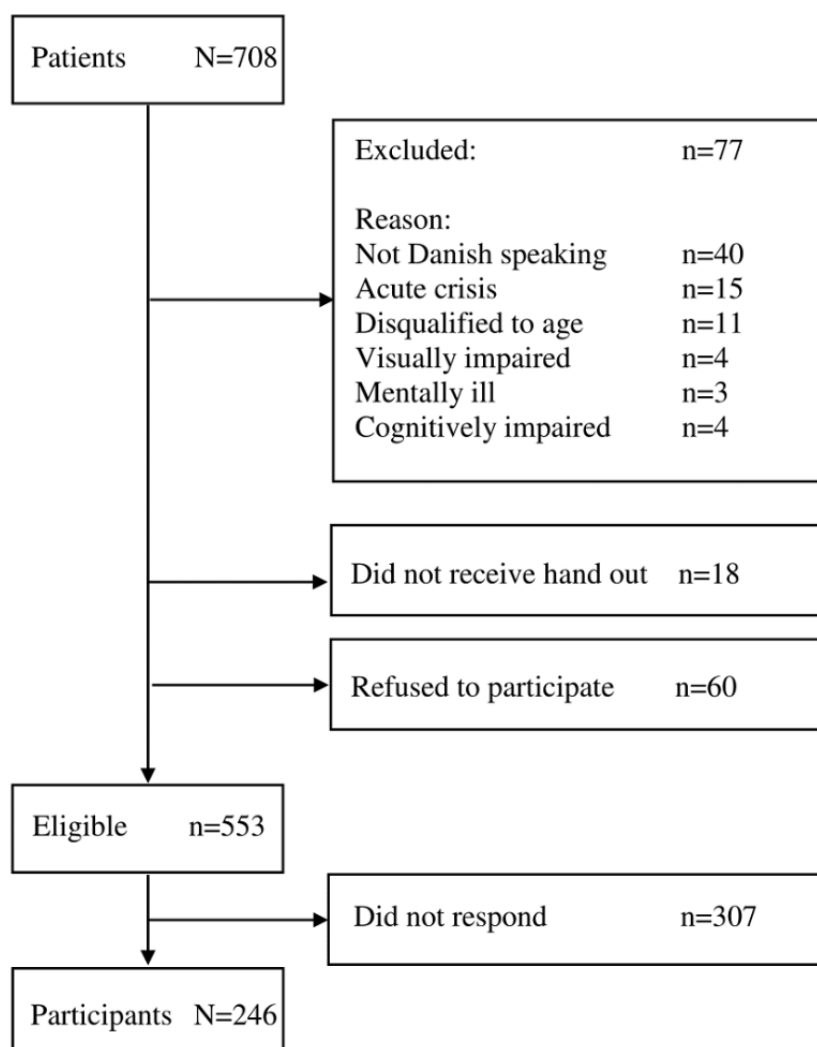 Patients N=708
Excluded: n=77
Reason:
Not Danish speaking n=40
Acute crisis n=15
Disqualified to age n=11
Visually impaired n=4
Mentally ill n=3
Cognitively impaired n=4
Did not receive hand out n=18
Refused to participate n=60
Eligible n=553
Did not respond n=307
Participants N=246